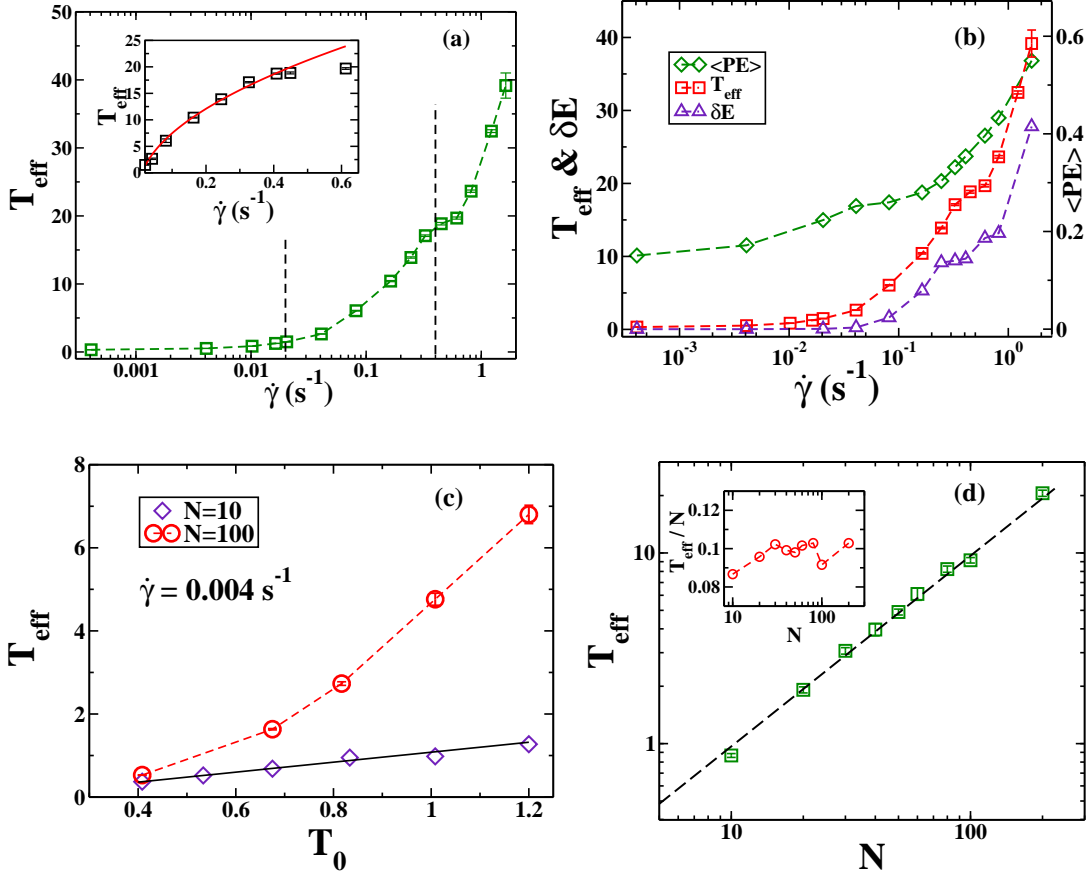 50
40
30
20
10
0
T_eff
0.001
0.01
0.1
1
γ̇ (s⁻¹)
(a)
25
20
15
10
5
0
T_eff
0.2
0.4
0.6
γ̇ (s⁻¹)
40
30
20
10
0
T_eff & δE
10⁻³
10⁻²
10⁻¹
10⁰
γ̇ (s⁻¹)
(b)
<PE>
T_eff
δE
0.6
0.4
0.2
0
<PE>
8
6
4
2
0
T_eff
0.4
0.6
0.8
1
1.2
T₀
(c)
N=10
N=100
γ̇ = 0.004 s⁻¹
10
1
T_eff
10
100
N
(d)
0.12
0.1
0.08
T_eff / N
10
100
N